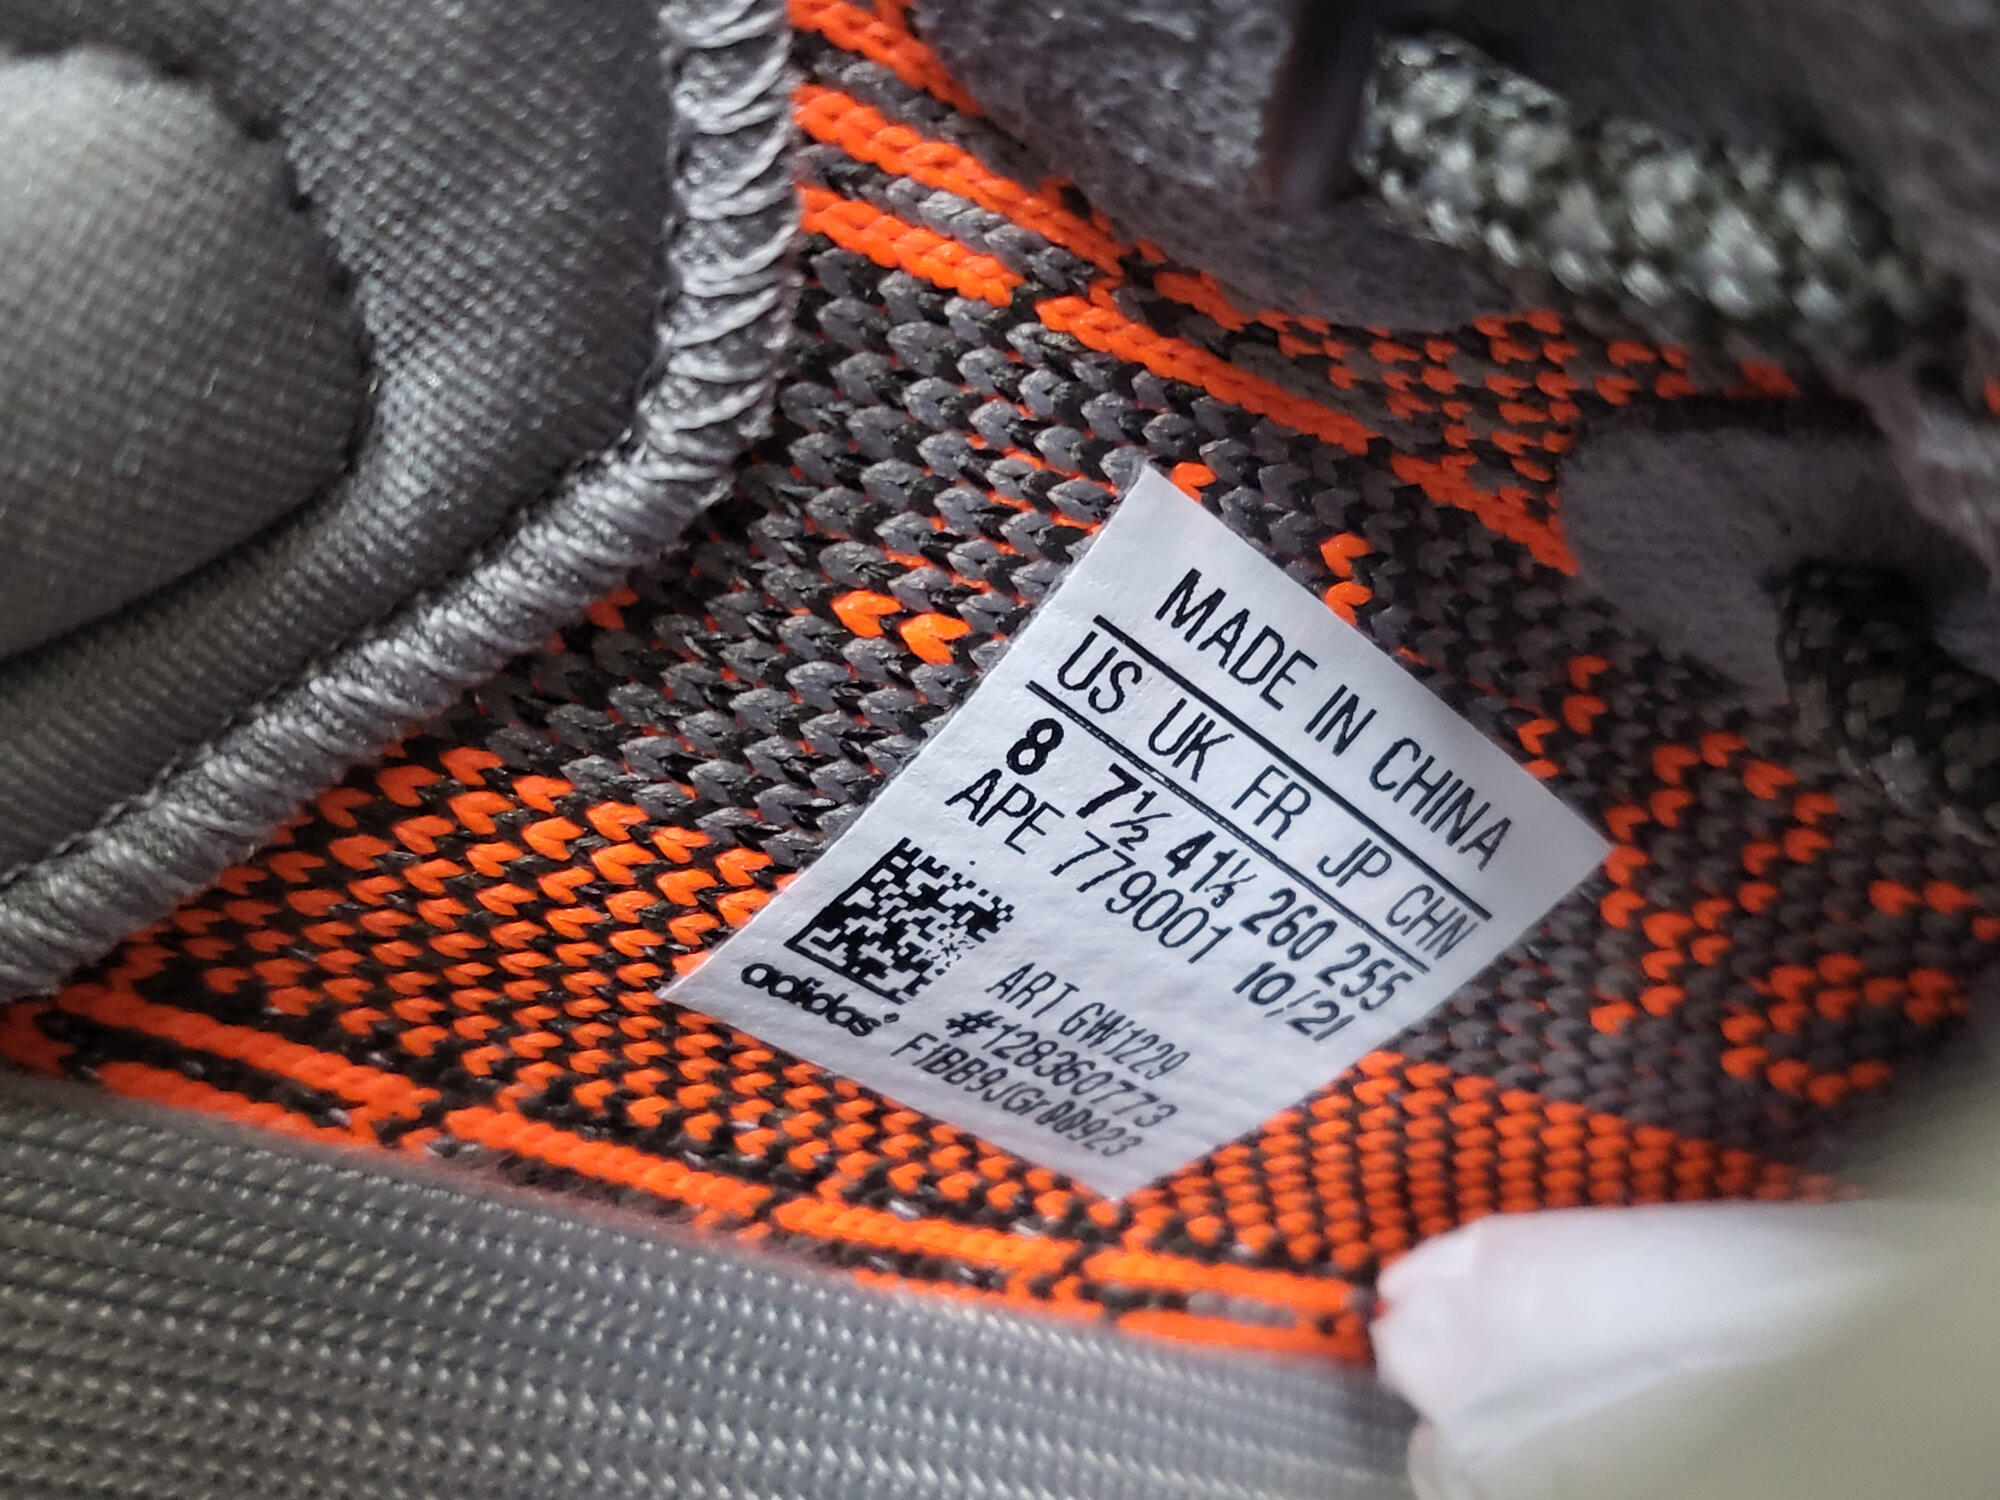 MADE IN CHINA
US UK FR JP CHN
8 7½ 41⅓ 260 255
APE 779001 10/21
ART GW1229
#128360773
F1BB9JGr00923
adidas